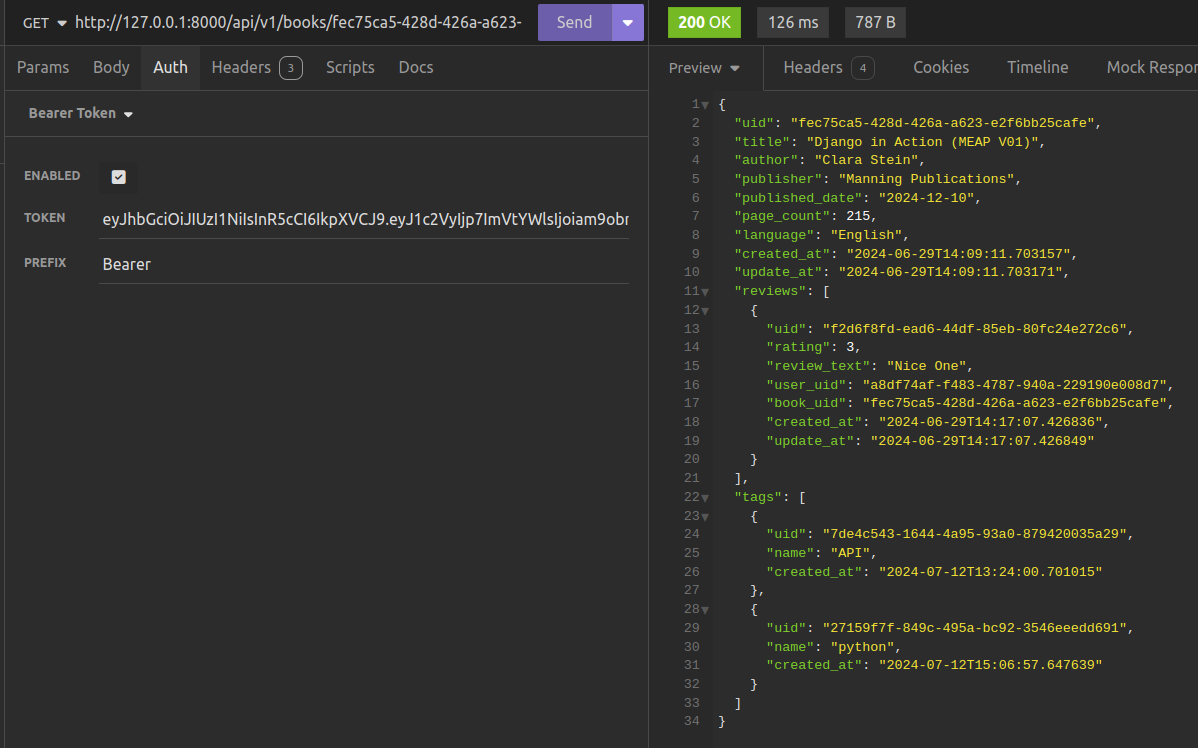 GET http://127.0.0.1:8000/api/v1/books/fec75ca5-428d-426a-a623- Send
Params Body Auth Headers 3 Scripts Docs
Bearer Token
ENABLED
TOKEN eyJhbGciOiJIUzI1NiIsInR5cCI6IkpXVCJ9.eyJ1c2VyIjp7ImVtYWlsIjoiam9obr
PREFIX Bearer
200 OK 126 ms 787 B
Preview Headers 4 Cookies Timeline Mock Respor
1 {
2 "uid": "fec75ca5-428d-426a-a623-e2f6bb25cafe",
3 "title": "Django in Action (MEAP V01)",
4 "author": "Clara Stein",
5 "publisher": "Manning Publications",
6 "published_date": "2024-12-10",
7 "page_count": 215,
8 "language": "English",
9 "created_at": "2024-06-29T14:09:11.703157",
10 "update_at": "2024-06-29T14:09:11.703171",
11 "reviews": [
12 {
13 "uid": "f2d6f8fd-ead6-44df-85eb-80fc24e272c6",
14 "rating": 3,
15 "review_text": "Nice One",
16 "user_uid": "a8df74af-f483-4787-940a-229190e008d7",
17 "book_uid": "fec75ca5-428d-426a-a623-e2f6bb25cafe",
18 "created_at": "2024-06-29T14:17:07.426836",
19 "update_at": "2024-06-29T14:17:07.426849"
20 }
21 ],
22 "tags": [
23 {
24 "uid": "7de4c543-1644-4a95-93a0-879420035a29",
25 "name": "API",
26 "created_at": "2024-07-12T13:24:00.701015"
27 },
28 {
29 "uid": "27159f7f-849c-495a-bc92-3546eeedd691",
30 "name": "python",
31 "created_at": "2024-07-12T15:06:57.647639"
32 }
33 ]
34 }